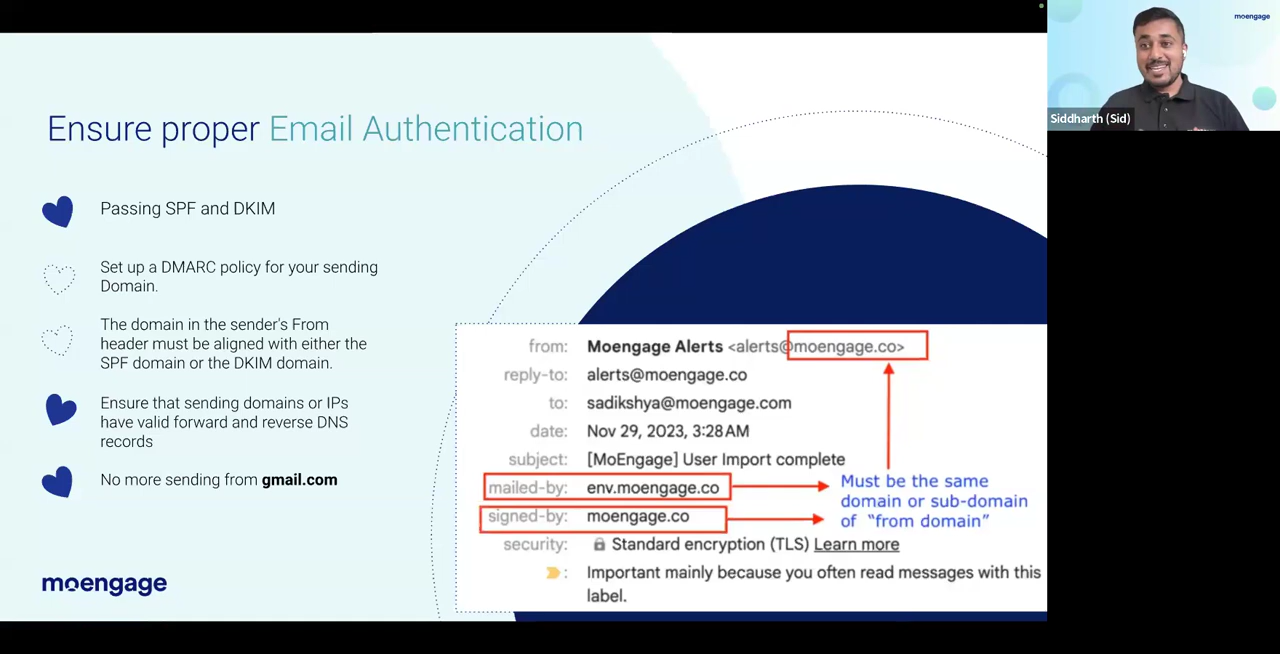 moengage
Siddharth (Sid)
Ensure proper Email Authentication
Passing SPF and DKIM
Set up a DMARC policy for your sending
Domain.
The domain in the sender's From
header must be aligned with either the
SPF domain or the DKIM domain.
Ensure that sending domains or IPs
have valid forward and reverse DNS
records
No more sending from gmail.com
moengage
from: Moengage Alerts <alerts@moengage.co>
reply-to: alerts@moengage.co
to: sadikshya@moengage.com
date: Nov 29, 2023, 3:28 AM
subject: [MoEngage] User Import complete
mailed-by: env.moengage.co
signed-by: moengage.co
Must be the same
domain or sub-domain
of “from domain”
security: Standard encryption (TLS) Learn more
: Important mainly because you often read messages with this
label.